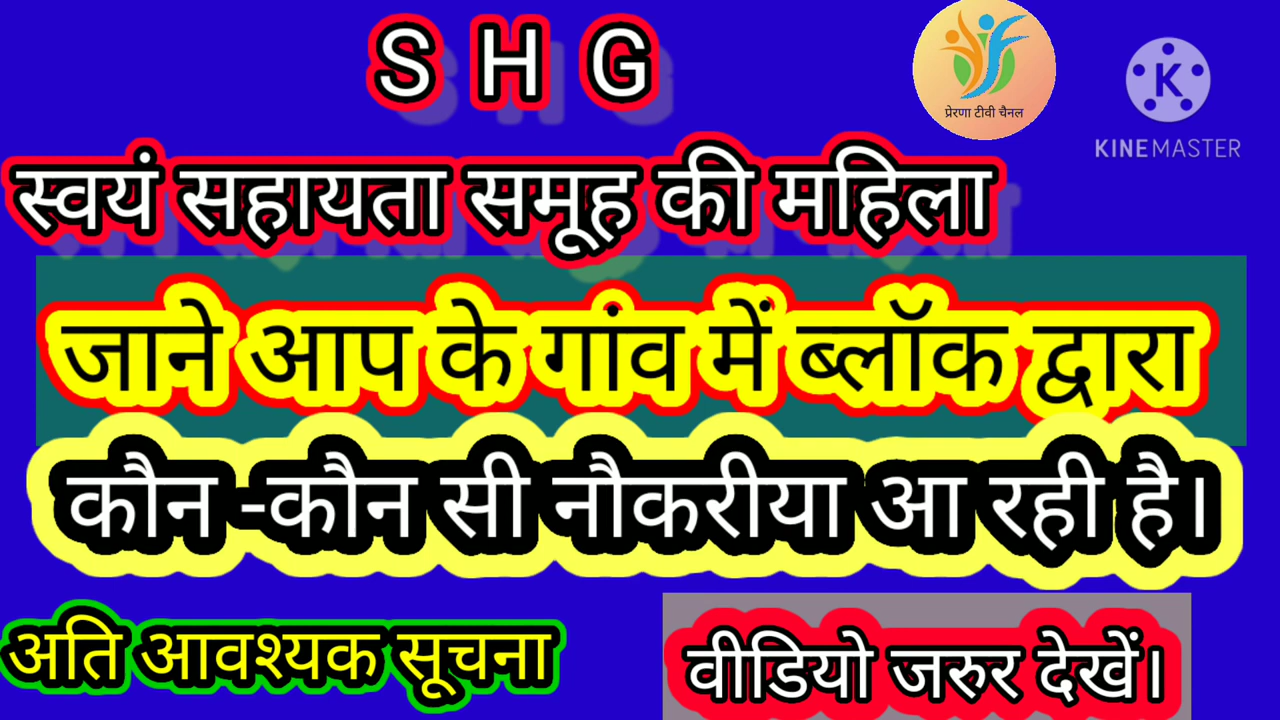 S H G
प्रेरणा टीवी चैनल
K
KINEMASTER
स्वयं सहायता समूह की महिला
जाने आप के गांव में ब्लॉक द्वारा
कौन -कौन सी नौकरीया आ रही है।
अति आवश्यक सूचना
वीडियो जरुर देखें।